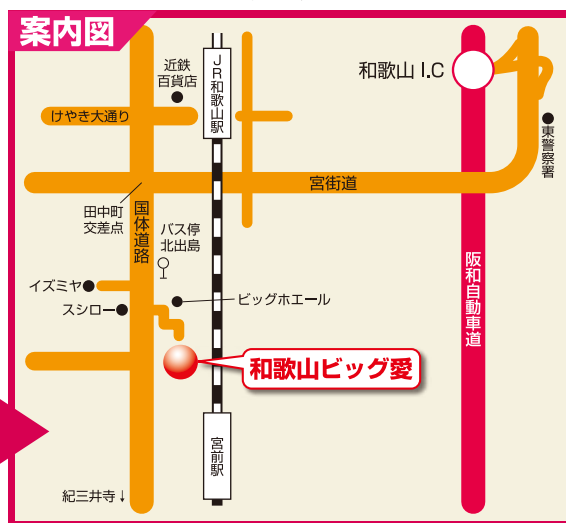 案内図
近鉄
百貨店
JR和歌山駅
和歌山 I.C
けやき大通り
東警察署
宮街道
田中町
交差点
国体道路
バス停
北出島
イズミヤ
スシロー
ビッグホエール
阪和自動車道
和歌山ビッグ愛
宮前駅
紀三井寺↓